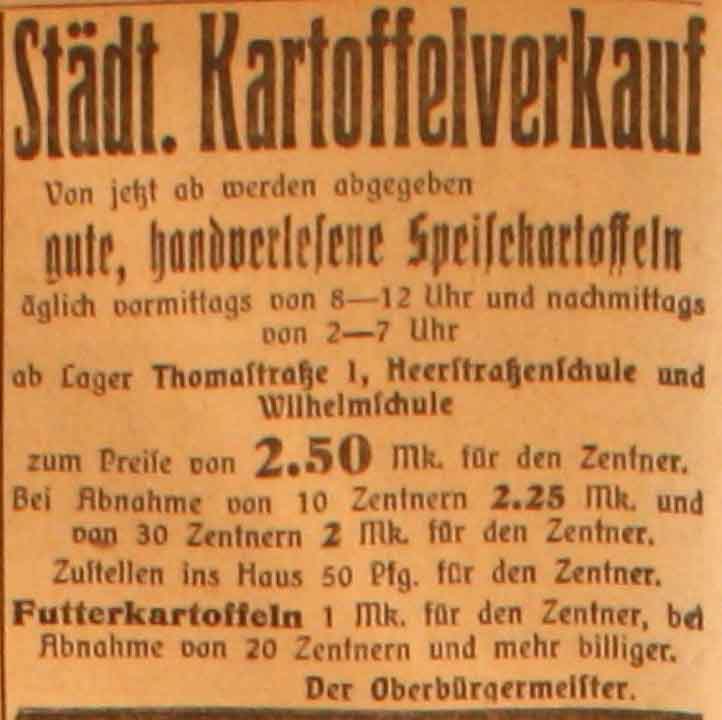 Städt. Kartoffelverkauf
Von jetzt ab werden abgegeben
gute, handverlesene Speisekartoffeln
äglich vormittags von 8—12 Uhr und nachmittags
von 2—7 Uhr
ab Lager Thomastraße 1, Heerstraßenschule und
Wilhelmschule
zum Preise von 2.50 Mk. für den Zentner.
Bei Abnahme von 10 Zentnern 2.25 Mk. und
von 30 Zentnern 2 Mk. für den Zentner.
Zustellen ins Haus 50 Pfg. für den Zentner.
Futterkartoffeln 1 Mk. für den Zentner, bei
Abnahme von 20 Zentnern und mehr billiger.
Der Oberbürgermeister.